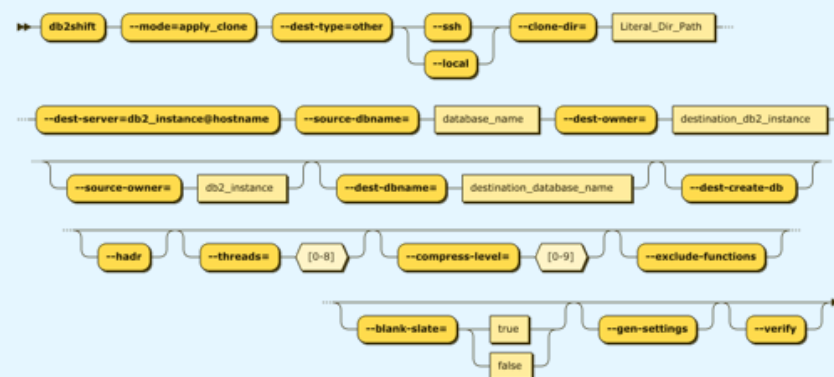 db2shift --mode=apply_clone --dest-type=other --ssh --clone-dir= Literal_Dir_Path
--local
--dest-server=db2_instance@hostname --source-dbname= database_name --dest-owner= destination_db2_instance
--source-owner= db2_instance --dest-dbname= destination_database_name --dest-create-db
--hadr --threads= [0-8] --compress-level= [0-9] --exclude-functions
--blank-slate= true --gen-settings --verify
false